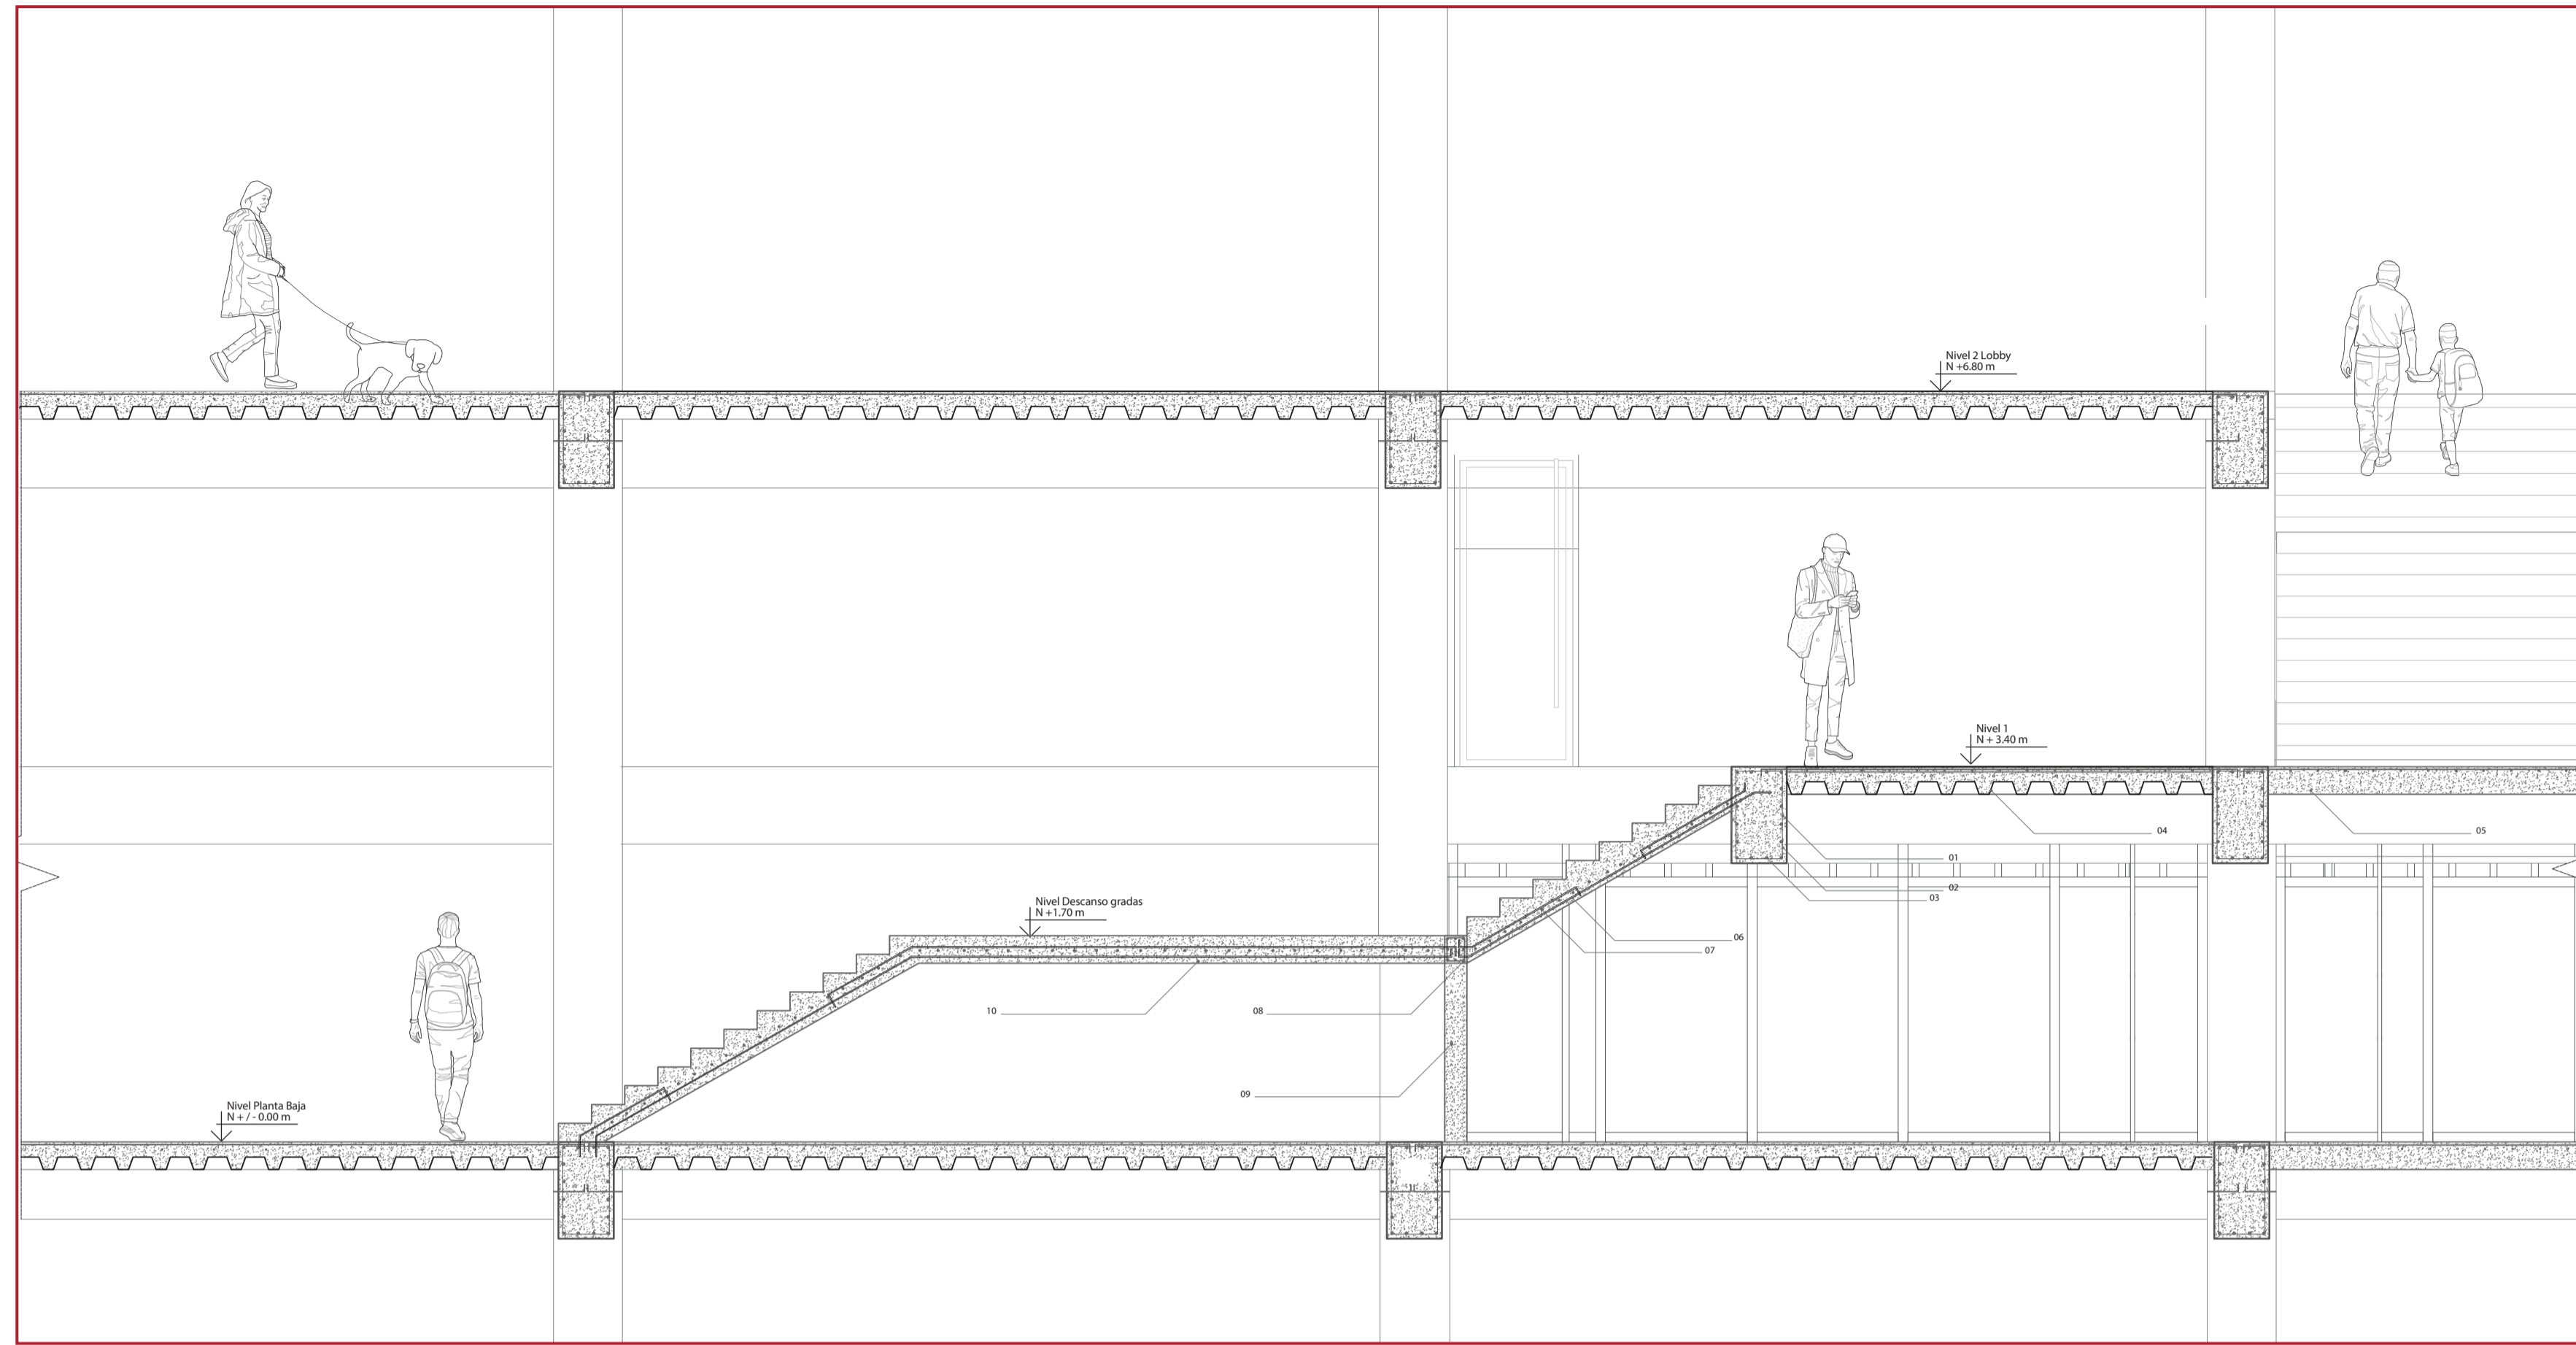 Nivel 2 Lobby
N +6.80 m
Nivel 1
N + 3.40 m
04
05
01
02
03
Nivel Descanso gradas
N +1.70 m
06
07
10
08
09
Nivel Planta Baja
N + / - 0.00 m